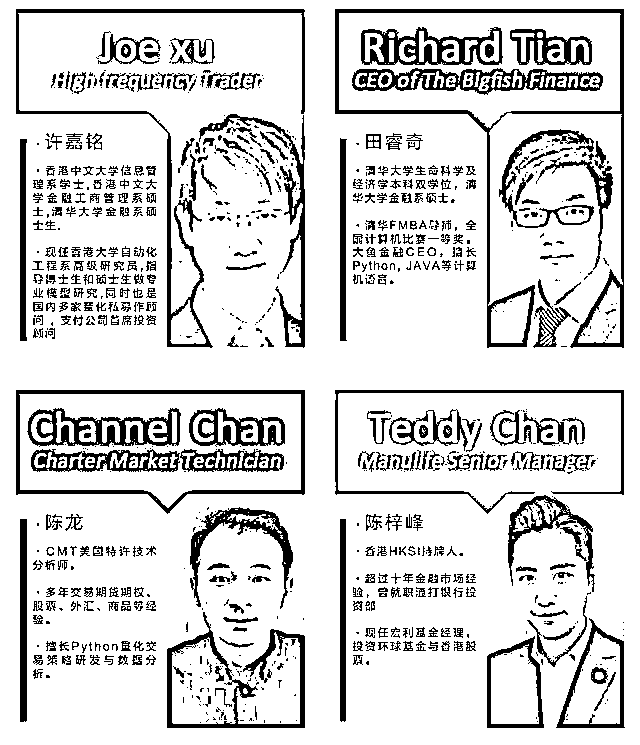 Joe xu
High frequency Trader
· 许嘉铭
· 香港中文大学信息管
理系学士,香港中文大
学金融工商管理系硕
士,清华大学金融系硕
士生.
· 现任香港大学自动化
工程系高级研究员,指
导博士生和硕士生做专
业模型研究,同时也是
国内多家量化私募作顾
问 , 支付公司首席投资
顾问
Richard Tian
CEO of The Bigfish Finance
· 田睿奇
· 清华大学生命科学及
经济学本科双学位，清
华大学金融系硕士。
· 清华FMBA导师，全
国计算机比赛一等奖。
大鱼金融CEO，擅长
Python, JAVA等计算
机语言。
Channel Chan
Charter Market Technician
· 陈龙
· CMT美国特许技术
分析师。
· 多年交易期货期权、
股票、外汇、商品等经
验。
· 擅长Python量化交
易策略研发与数据分
析。
Teddy Chan
Manulife Senior Manager
· 陈梓峰
· 香港HKSI持牌人。
· 超过十年金融市场经
验，曾就职渣打银行投
资部
· 现任宏利基金经理，
投资环球基金与香港股
票。